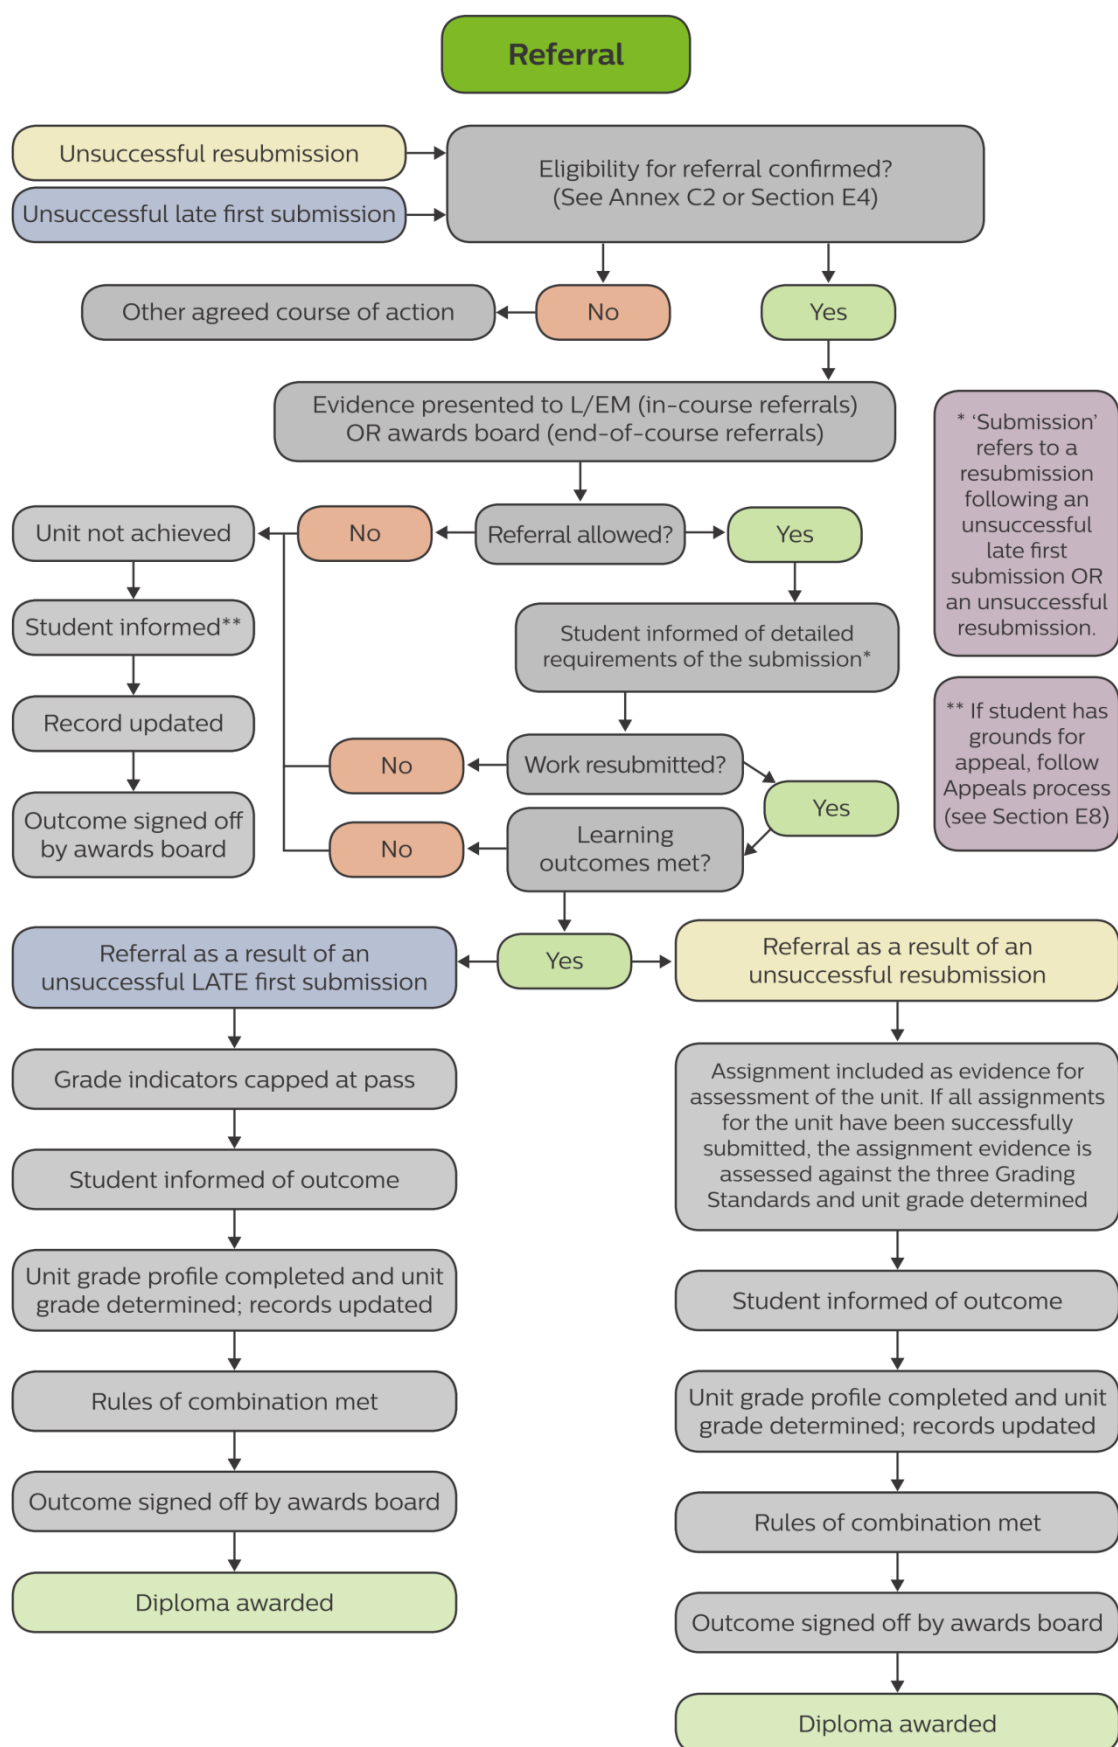 Referral
Unsuccessful resubmission
Unsuccessful late first submission
Eligibility for referral confirmed?
(See Annex C2 or Section E4)
Other agreed course of action
No
Yes
Evidence presented to L/EM (in-course referrals)
OR awards board (end-of-course referrals)
* ‘Submission’
refers to a
resubmission
following an
unsuccessful
late first
submission OR
an unsuccessful
resubmission.
Unit not achieved
No
Referral allowed?
Yes
Student informed**
Student informed of detailed
requirements of the submission*
Record updated
** If student has
grounds for
appeal, follow
Appeals process
(see Section E8)
No
Work resubmitted?
Yes
Outcome signed off
by awards board
No
Learning
outcomes met?
Referral as a result of an
unsuccessful LATE first submission
Yes
Referral as a result of an
unsuccessful resubmission
Grade indicators capped at pass
Student informed of outcome
Unit grade profile completed and unit
grade determined; records updated
Rules of combination met
Outcome signed off by awards board
Diploma awarded
Assignment included as evidence for
assessment of the unit. If all assignments
for the unit have been successfully
submitted, the assignment evidence is
assessed against the three Grading
Standards and unit grade determined
Student informed of outcome
Unit grade profile completed and unit
grade determined; records updated
Rules of combination met
Outcome signed off by awards board
Diploma awarded